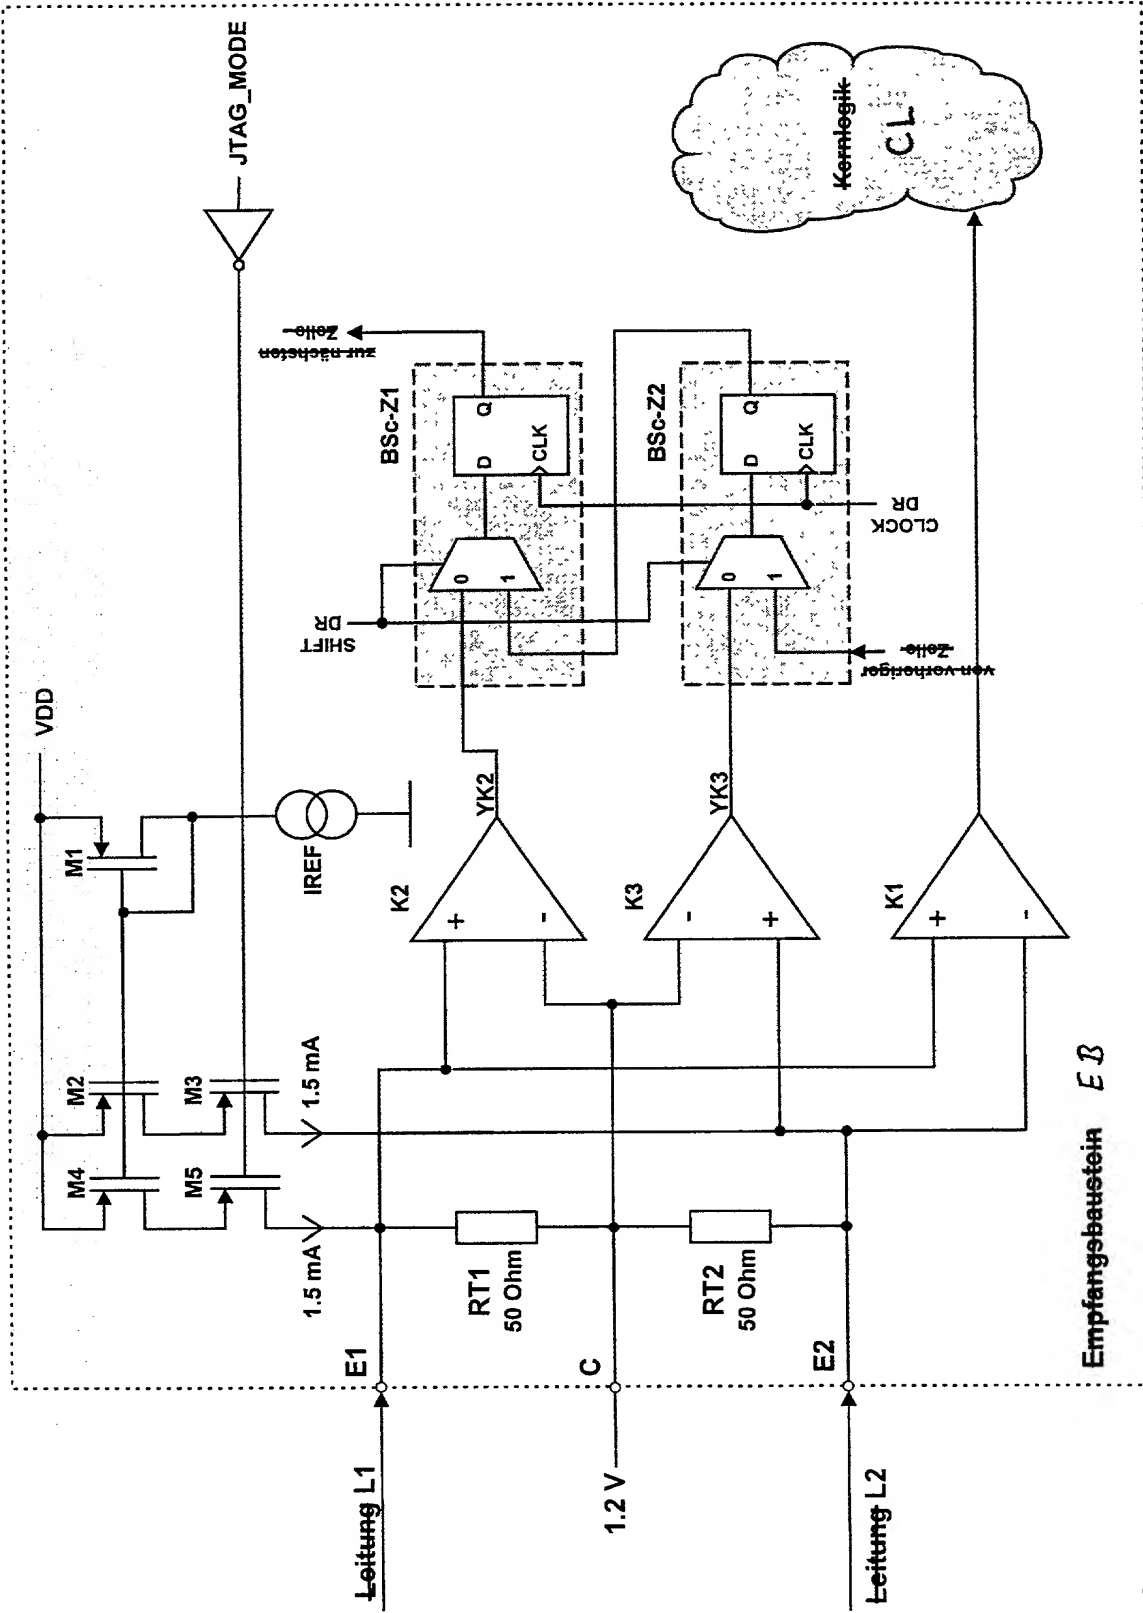 VDD
JTAG_MODE
M4
M2
M1
M5
M3
1.5 mA
1.5 mA
IREF
SHIFT
DR
BSc-Z1
zur nächsten
Zelle
E1
RT1
50 Ohm
K2
+
-
YK2
0
1
D
Q
CLK
BSc-Z2
Leitung L1
C
1.2 V
RT2
50 Ohm
K3
-
+
YK3
0
1
D
Q
CLK
von vorheriger
Zelle
CLOCK
DR
E2
Leitung L2
K1
+
-
Kernlogik
CL
Empfangsbaustein EB